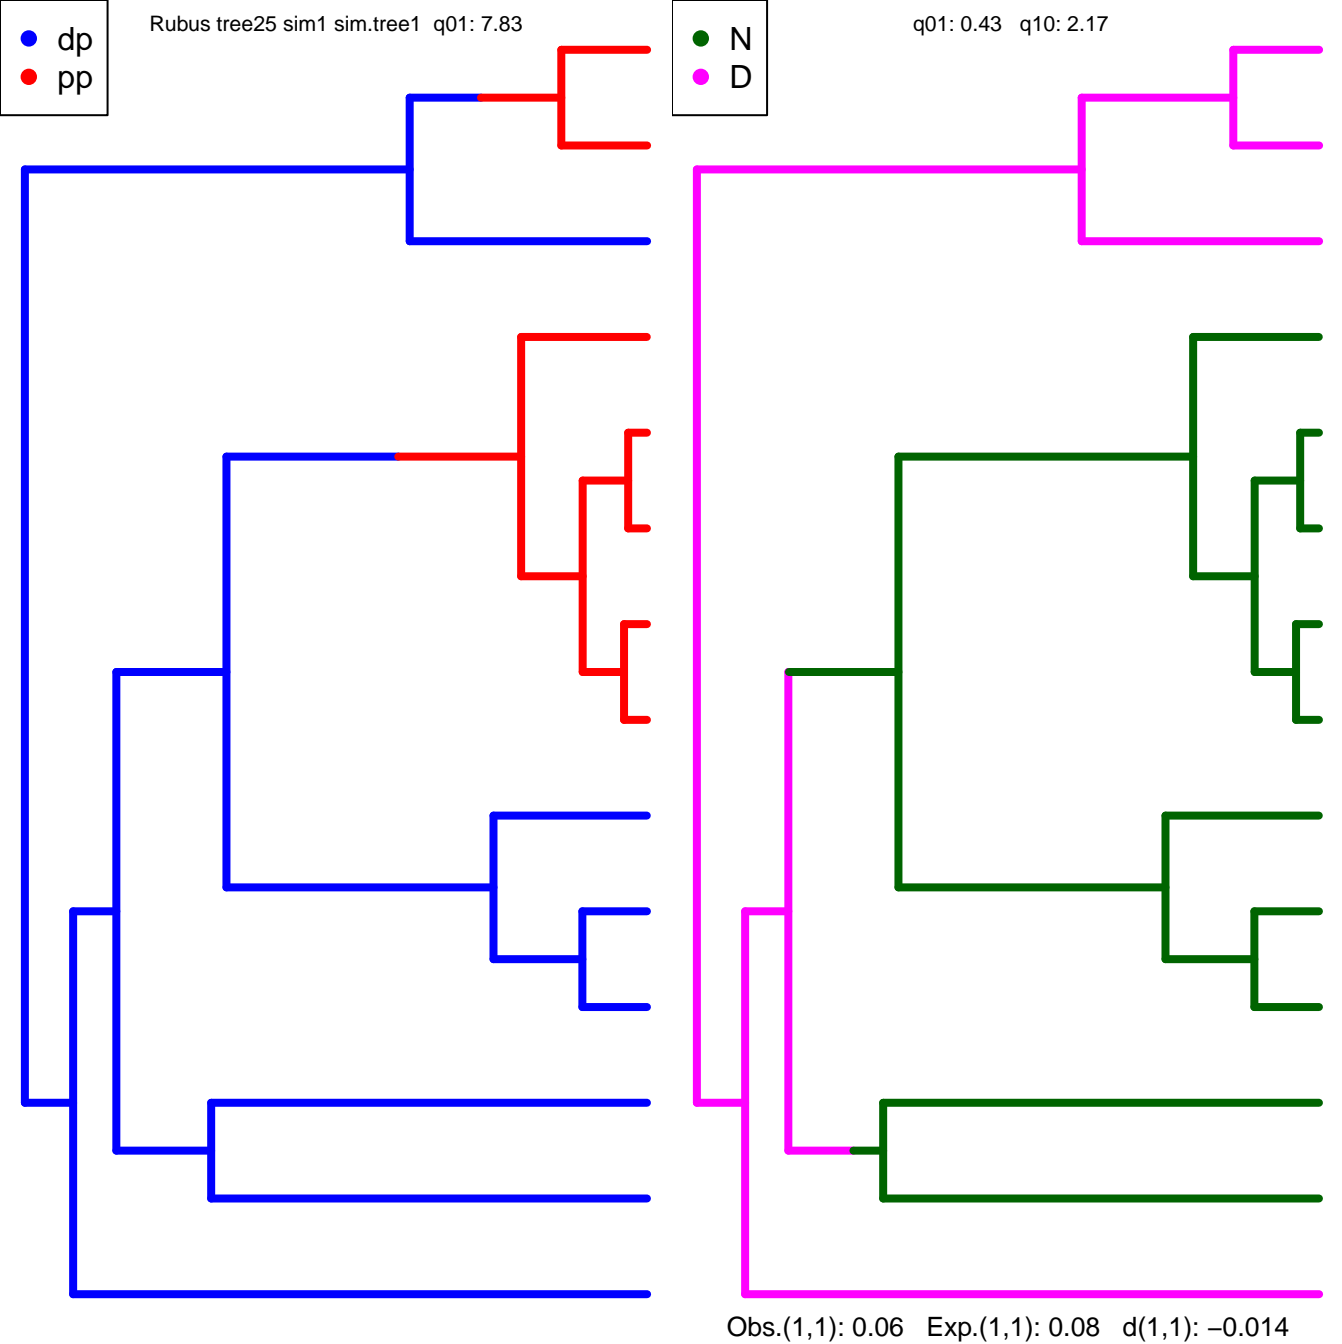 dp
pp
Rubus tree25 sim1 sim.tree1 q01: 7.83
N
D
q01: 0.43 q10: 2.17
Obs.(1,1): 0.06 Exp.(1,1): 0.08 d(1,1): −0.014